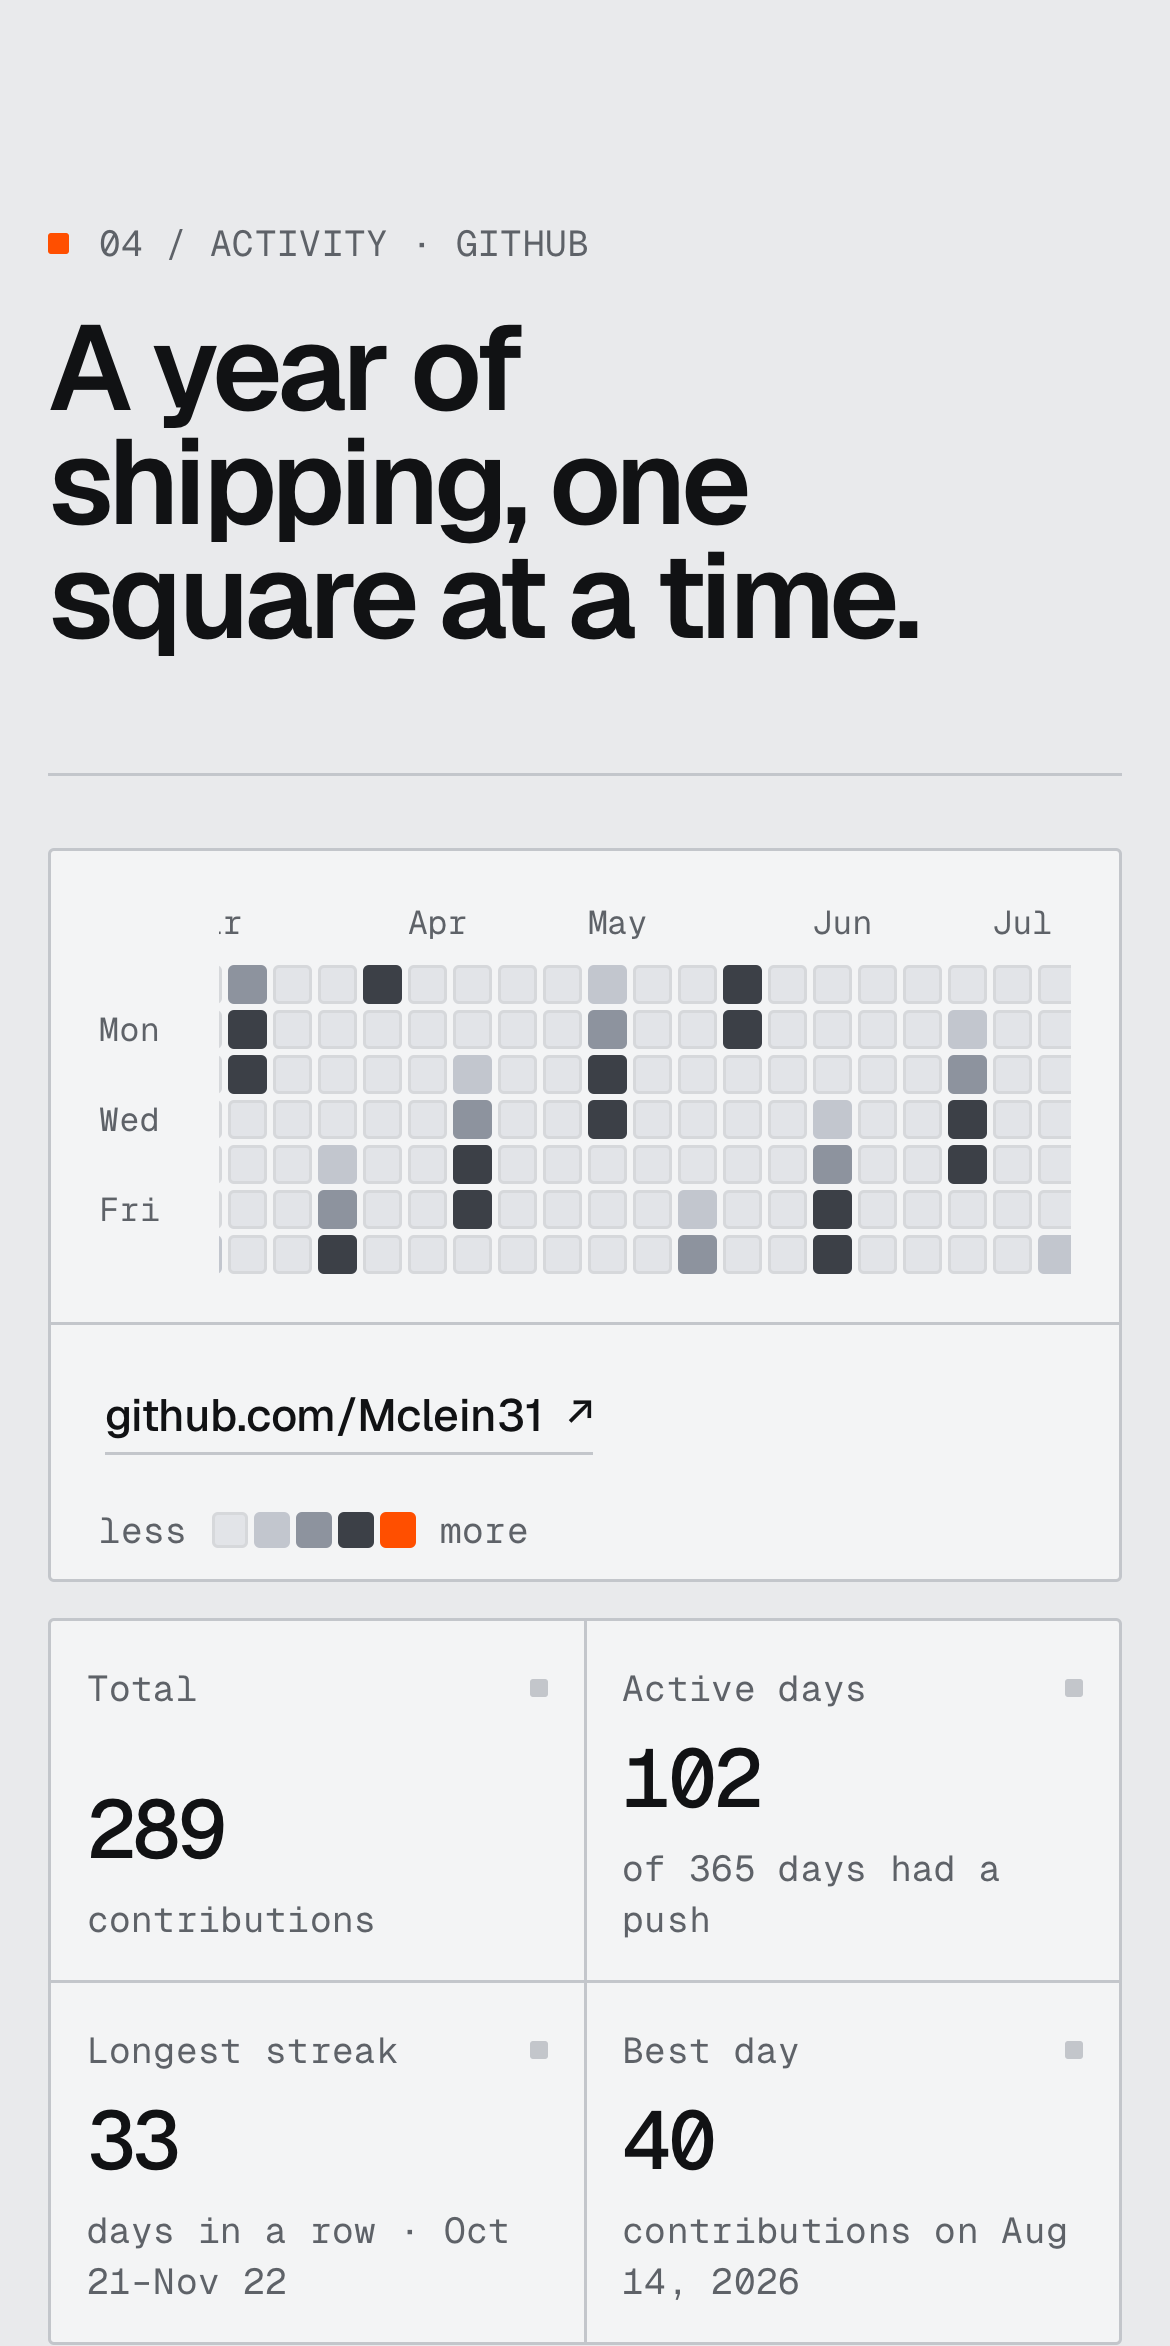 04 / ACTIVITY · GITHUB
A year of
shipping, one
square at a time.
r Apr May Jun Jul
Mon
Wed
Fri
github.com/Mclein31 ↗
less more
Total
289
contributions
Active days
102
of 365 days had a
push
Longest streak
33
days in a row · Oct
21–Nov 22
Best day
40
contributions on Aug
14, 2026